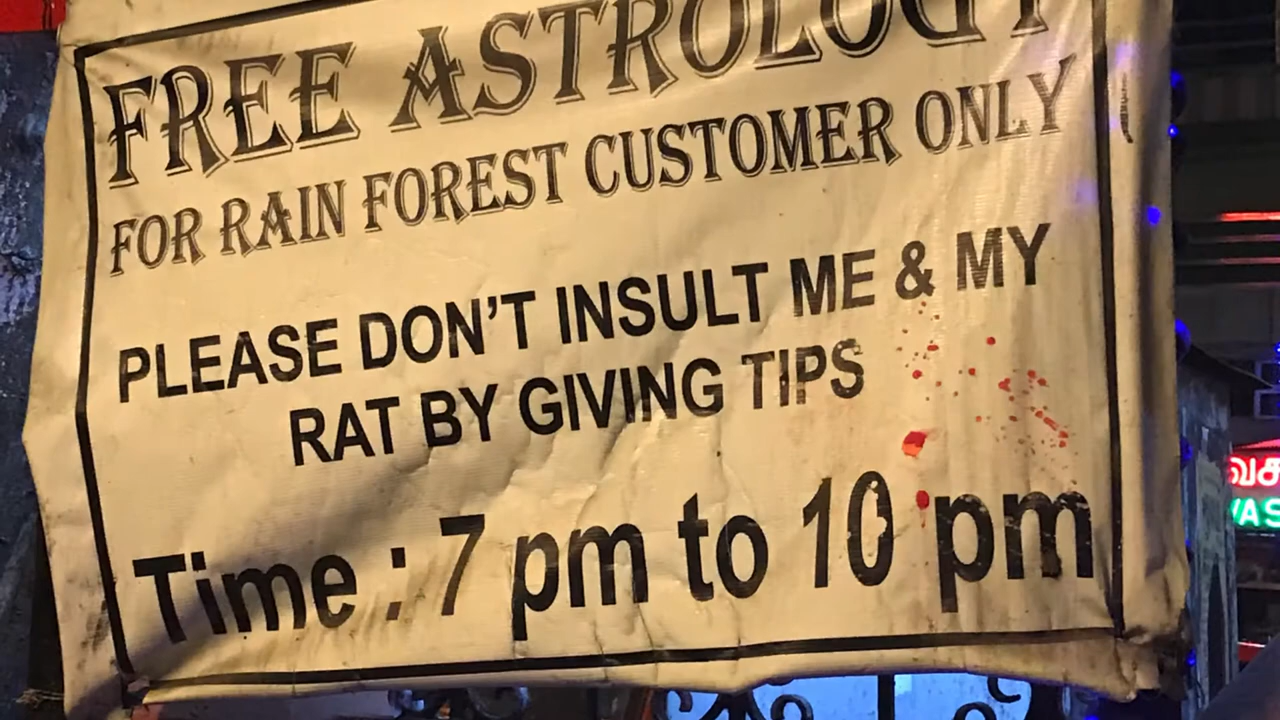 FREE ASTROLOGY
FOR RAIN FOREST CUSTOMER ONLY
PLEASE DON'T INSULT ME & MY
RAT BY GIVING TIPS
Time : 7 pm to 10 pm